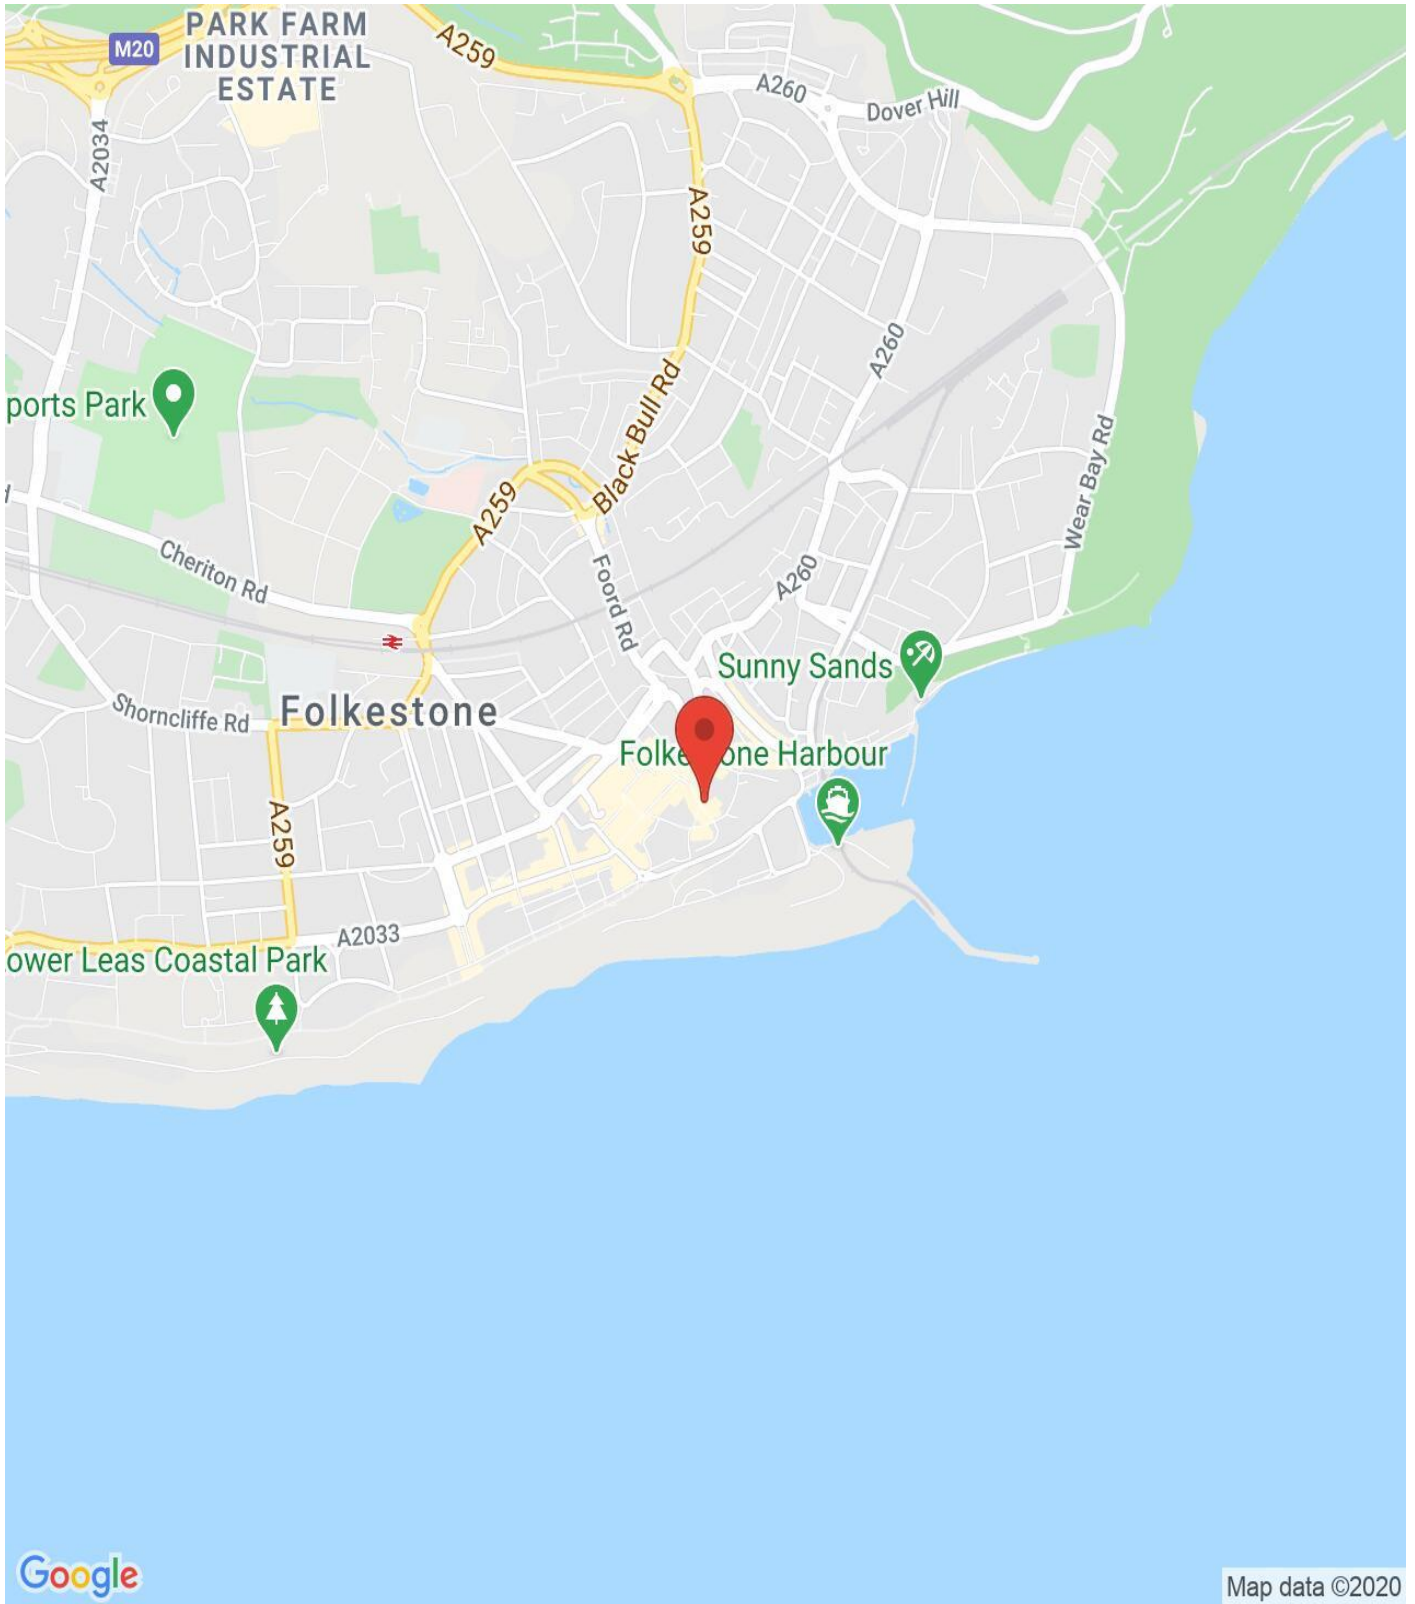 PARK FARM
INDUSTRIAL
ESTATE
M20
A259
A260
Dover Hill
A2034
A259
A260
ports Park
Black Bull Rd
Wear Bay Rd
A259
Cheriton Rd
Foord Rd
A260
Sunny Sands
Shorncliffe Rd
Folkestone
Folke one Harbour
A259
A2033
ower Leas Coastal Park
Google
Map data ©2020